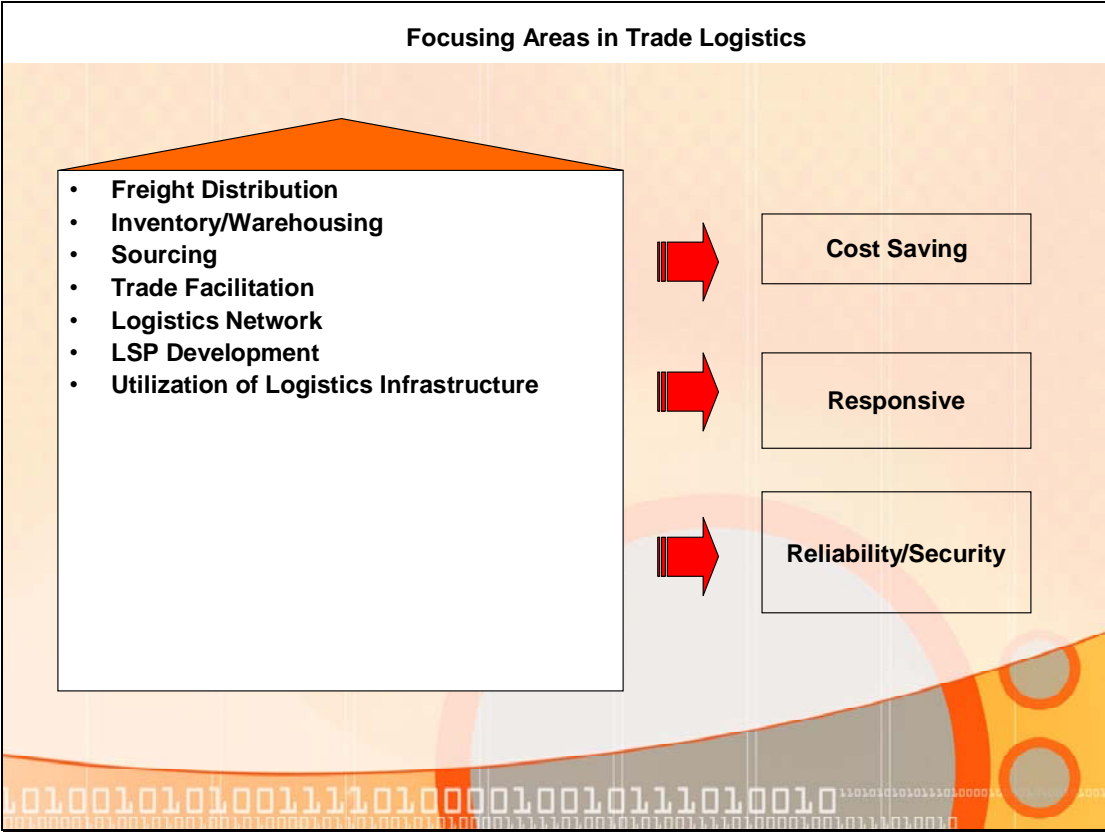 Focusing Areas in Trade Logistics
• Freight Distribution
• Inventory/Warehousing
• Sourcing
• Trade Facilitation
• Logistics Network
• LSP Development
• Utilization of Logistics Infrastructure
Cost Saving
Responsive
Reliability/Security